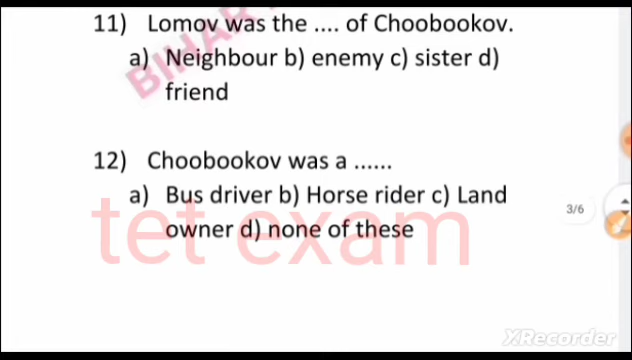 11) Lomov was the .... of Choobookov.
a) Neighbour b) enemy c) sister d)
friend
BIHAR
12) Choobookov was a ......
a) Bus driver b) Horse rider c) Land
owner d) none of these
tet exam
3/6
XRecorder